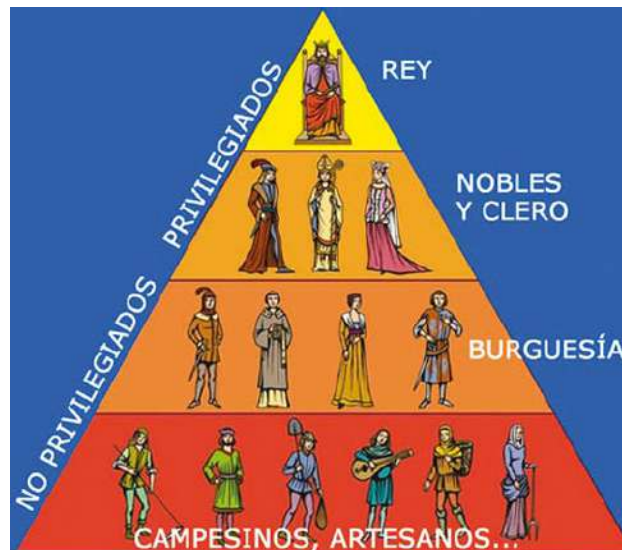 PRIVILEGIADOS
REY
NOBLES
Y CLERO
NO PRIVILEGIADOS
BURGUESÍA
CAMPESINOS, ARTESANOS...